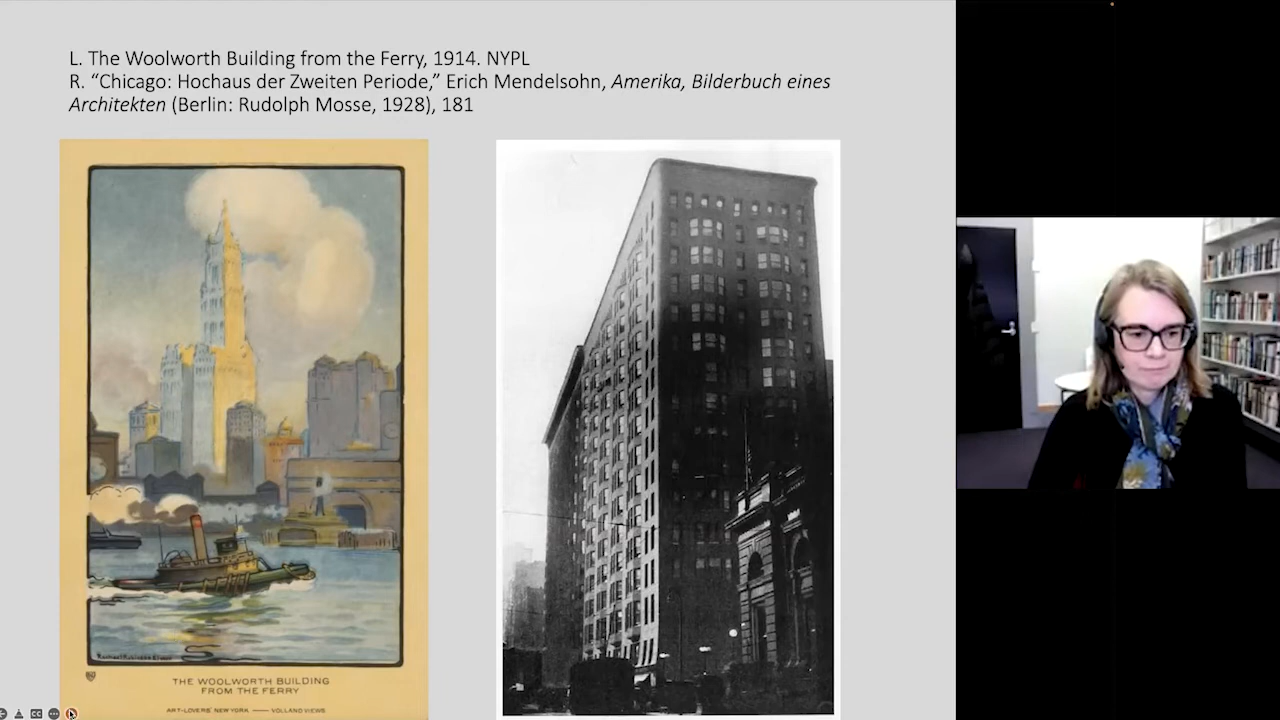 L. The Woolworth Building from the Ferry, 1914. NYPL
R. “Chicago: Hochaus der Zweiten Periode,” Erich Mendelsohn, Amerika, Bilderbuch eines
Architekten (Berlin: Rudolph Mosse, 1928), 181
THE WOOLWORTH BUILDING
FROM THE FERRY
ART-LOVERS' NEW YORK — VOLLAND VIEWS